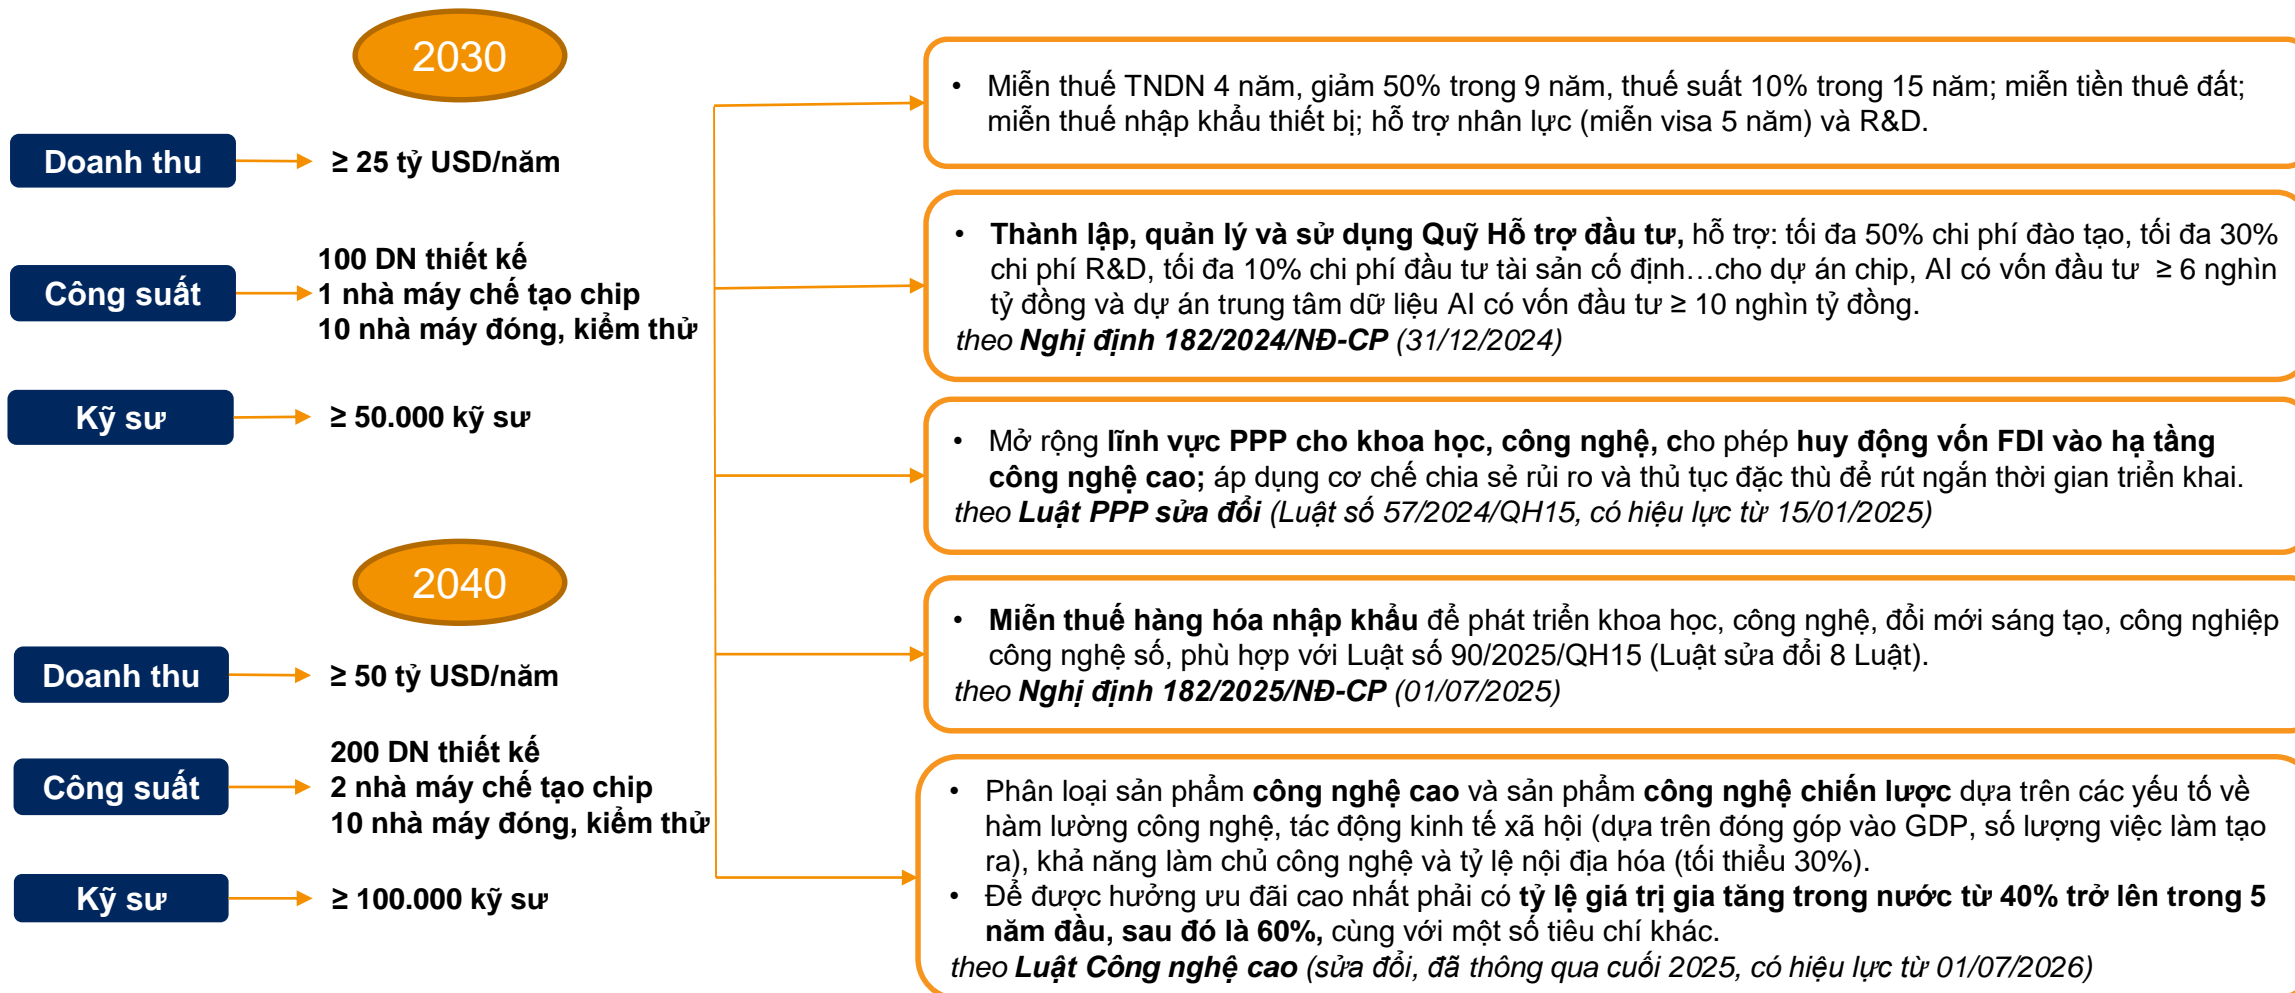 2030
Doanh thu
≥ 25 tỷ USD/năm
Công suất
100 DN thiết kế
1 nhà máy chế tạo chip
10 nhà máy đóng, kiểm thử
Kỹ sư
≥ 50.000 kỹ sư
2040
Doanh thu
≥ 50 tỷ USD/năm
Công suất
200 DN thiết kế
2 nhà máy chế tạo chip
10 nhà máy đóng, kiểm thử
Kỹ sư
≥ 100.000 kỹ sư
• Miễn thuế TNDN 4 năm, giảm 50% trong 9 năm, thuế suất 10% trong 15 năm; miễn tiền thuê đất;
miễn thuế nhập khẩu thiết bị; hỗ trợ nhân lực (miễn visa 5 năm) và R&D.
• Thành lập, quản lý và sử dụng Quỹ Hỗ trợ đầu tư, hỗ trợ: tối đa 50% chi phí đào tạo, tối đa 30%
chi phí R&D, tối đa 10% chi phí đầu tư tài sản cố định…cho dự án chip, AI có vốn đầu tư ≥ 6 nghìn
tỷ đồng và dự án trung tâm dữ liệu AI có vốn đầu tư ≥ 10 nghìn tỷ đồng.
theo Nghị định 182/2024/NĐ-CP (31/12/2024)
• Mở rộng lĩnh vực PPP cho khoa học, công nghệ, cho phép huy động vốn FDI vào hạ tầng
công nghệ cao; áp dụng cơ chế chia sẻ rủi ro và thủ tục đặc thù để rút ngắn thời gian triển khai.
theo Luật PPP sửa đổi (Luật số 57/2024/QH15, có hiệu lực từ 15/01/2025)
• Miễn thuế hàng hóa nhập khẩu để phát triển khoa học, công nghệ, đổi mới sáng tạo, công nghiệp
công nghệ số, phù hợp với Luật số 90/2025/QH15 (Luật sửa đổi 8 Luật).
theo Nghị định 182/2025/NĐ-CP (01/07/2025)
• Phân loại sản phẩm công nghệ cao và sản phẩm công nghệ chiến lược dựa trên các yếu tố về
hàm lường công nghệ, tác động kinh tế xã hội (dựa trên đóng góp vào GDP, số lượng việc làm tạo
ra), khả năng làm chủ công nghệ và tỷ lệ nội địa hóa (tối thiểu 30%).
• Để được hưởng ưu đãi cao nhất phải có tỷ lệ giá trị gia tăng trong nước từ 40% trở lên trong 5
năm đầu, sau đó là 60%, cùng với một số tiêu chí khác.
theo Luật Công nghệ cao (sửa đổi, đã thông qua cuối 2025, có hiệu lực từ 01/07/2026)